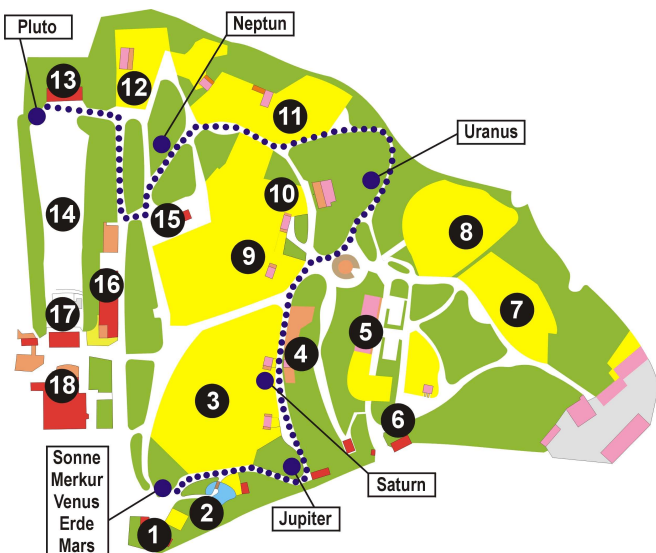 Pluto
Neptun
13
12
11
Uranus
10
14
15
8
9
16
7
17
5
4
18
3
6
Sonne
Merkur
Venus
Erde
Mars
Saturn
2
Jupiter
1